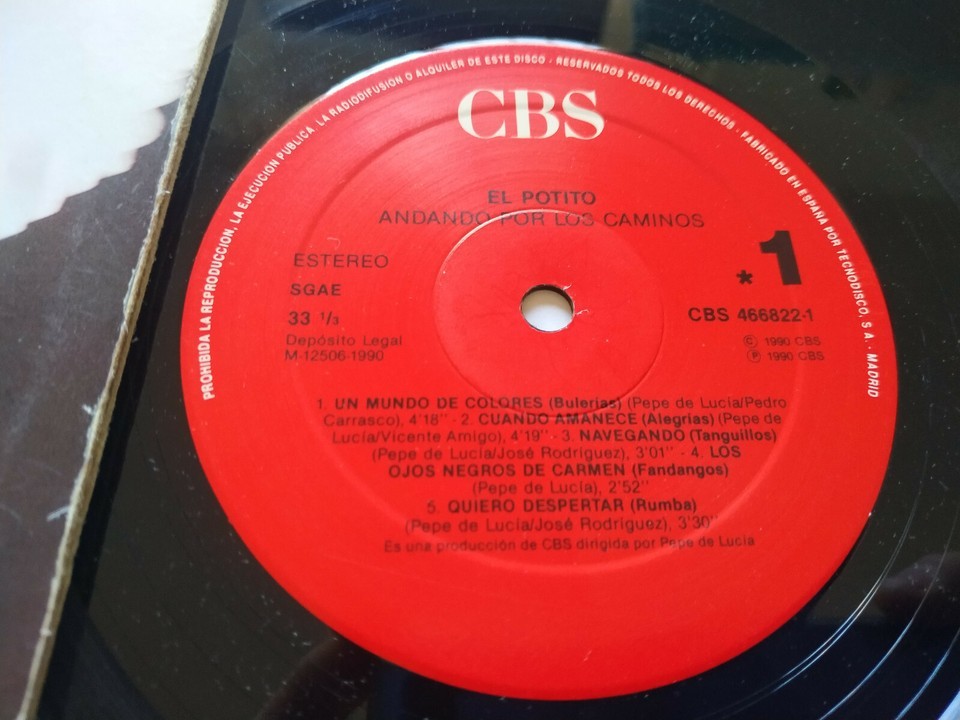 PROHIBIDA LA REPRODUCCION, LA EJECUCION PUBLICA, LA RADIODIFUSION O ALQUILER DE ESTE DISCO · RESERVADOS TODOS LOS DERECHOS · FABRICADO EN ESPAÑA POR TECNODISCO, S.A. · MADRID
CBS
EL POTITO
ANDANDO POR LOS CAMINOS
ESTEREO
* 1
SGAE
33 1/3
CBS 466822-1
Depósito Legal
M-12506-1990
© 1990 CBS
℗ 1990 CBS
1. UN MUNDO DE COLORES (Bulerías) (Pepe de Lucía/Pedro
Carrasco), 4'18'' - 2. CUANDO AMANECE (Alegrías) (Pepe de
Lucía/Vicente Amigo), 4'19'' - 3. NAVEGANDO (Tanguillos)
(Pepe de Lucía/José Rodríguez), 3'01'' - 4. LOS
OJOS NEGROS DE CARMEN (Fandangos)
(Pepe de Lucía), 2'52''
5. QUIERO DESPERTAR (Rumba)
(Pepe de Lucía/José Rodríguez), 3'30''
Es una producción de CBS dirigida por Pepe de Lucía